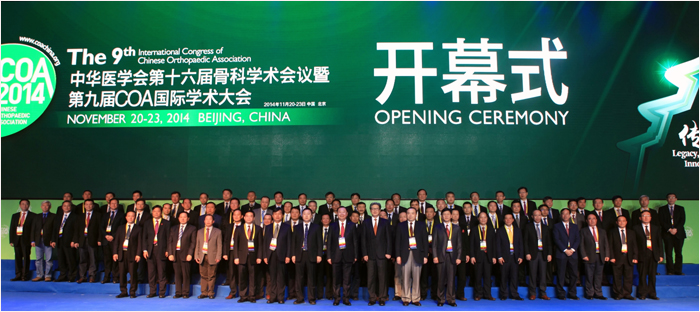 www.coachina.org
COA
2014
CHINESE
ORTHOPAEDIC
ASSOCIATION
The 9th International Congress of
Chinese Orthopaedic Association
中华医学会第十六届骨科学术会议暨
第九届COA国际学术大会
2014年11月20-23日 中国 北京
NOVEMBER 20-23, 2014 BEIJING, CHINA
开幕式
OPENING CEREMONY
传
Legacy,
Inno